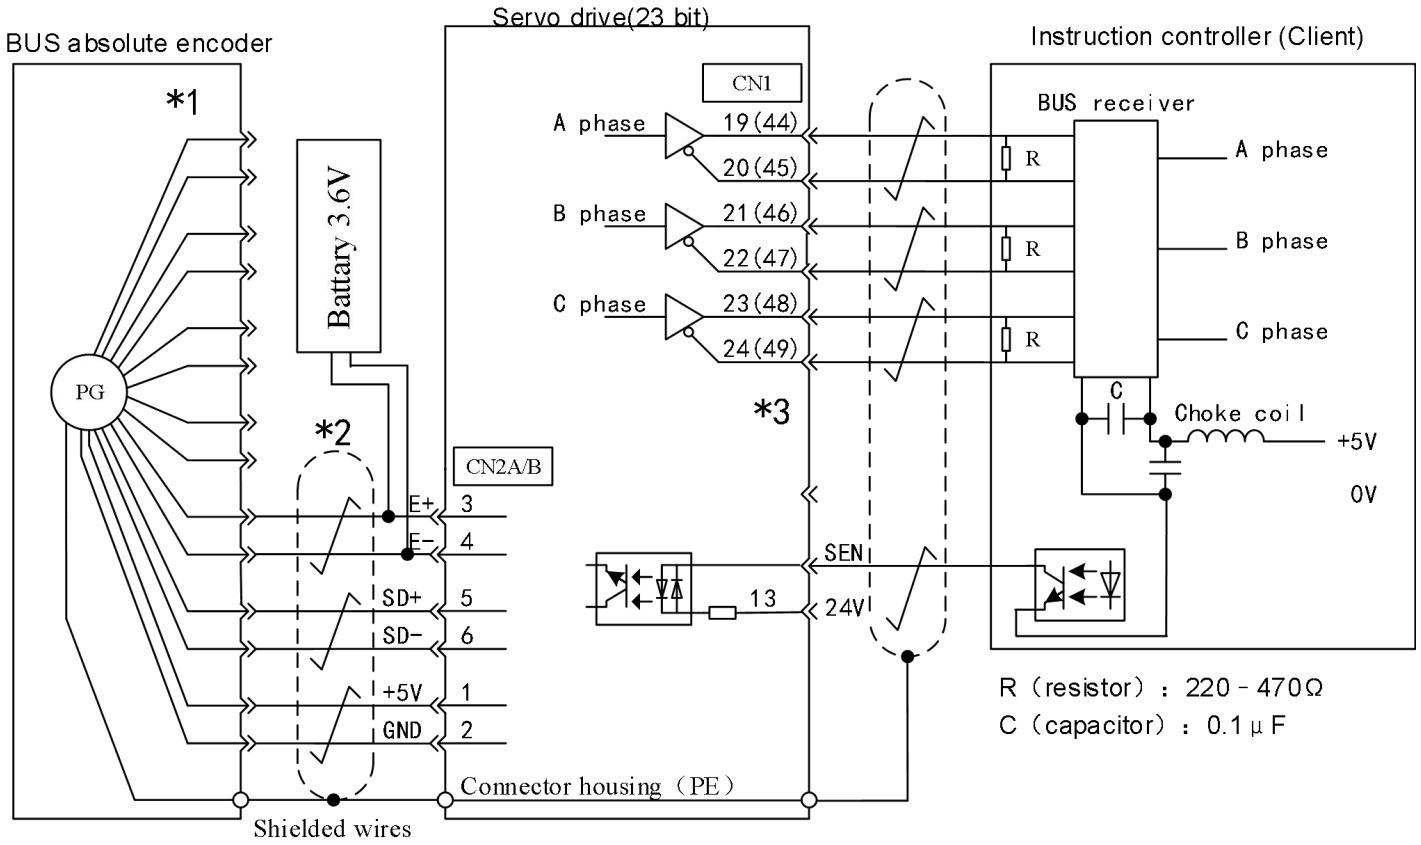 Servo drive(23 bit)
BUS absolute encoder
Instruction controller (Client)
*1
PG
Battary 3.6V
*2
CN2A/B
E+ 3
E- 4
SD+ 5
SD- 6
+5V 1
GND 2
Shielded wires
Connector housing（PE）
CN1
A phase 19(44)
20(45)
B phase 21(46)
22(47)
C phase 23(48)
24(49)
*3
SEN
13 24V
BUS receiver
R
R
R
A phase
B phase
C phase
C
Choke coil
+5V
0V
R（resistor）：220－470Ω
C（capacitor）：0.1μF